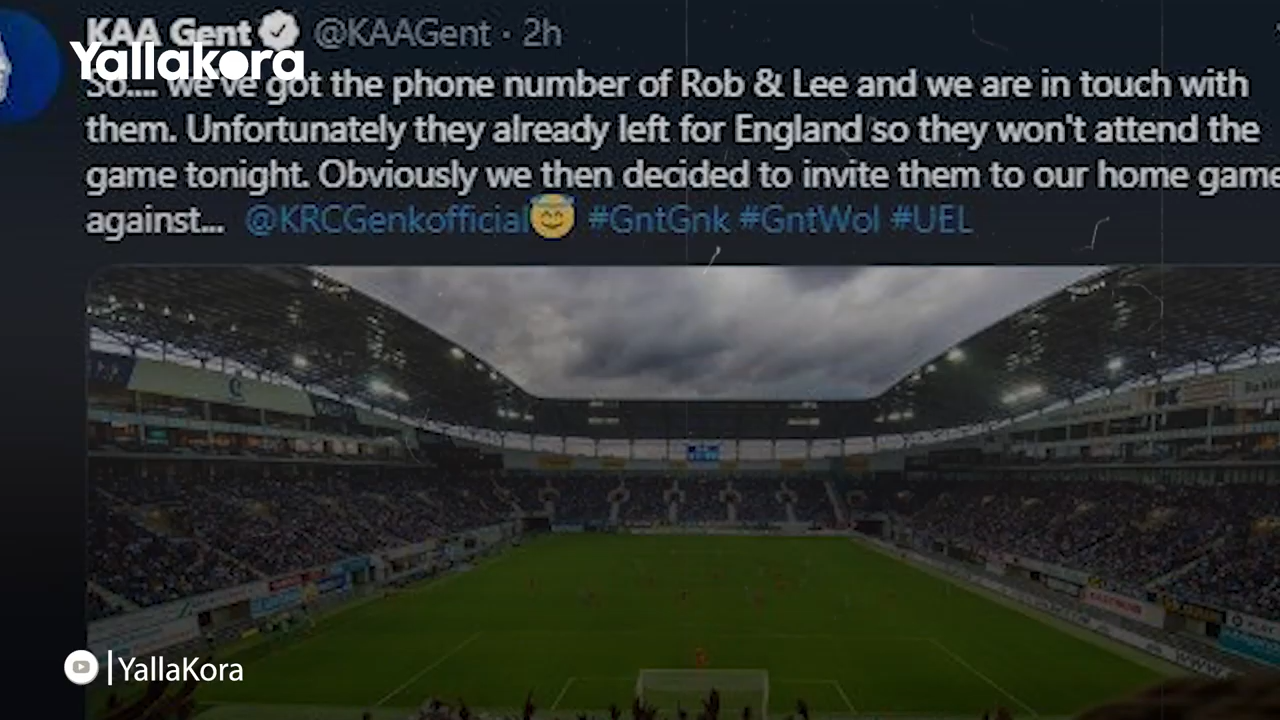 KAA Gent @KAAGent · 2h
Yallakora
So.... we've got the phone number of Rob & Lee and we are in touch with
them. Unfortunately they already left for England so they won't attend the
game tonight. Obviously we then decided to invite them to our home game
against... @KRCGenkofficial😇 #GntGnk #GntWol #UEL
|YallaKora